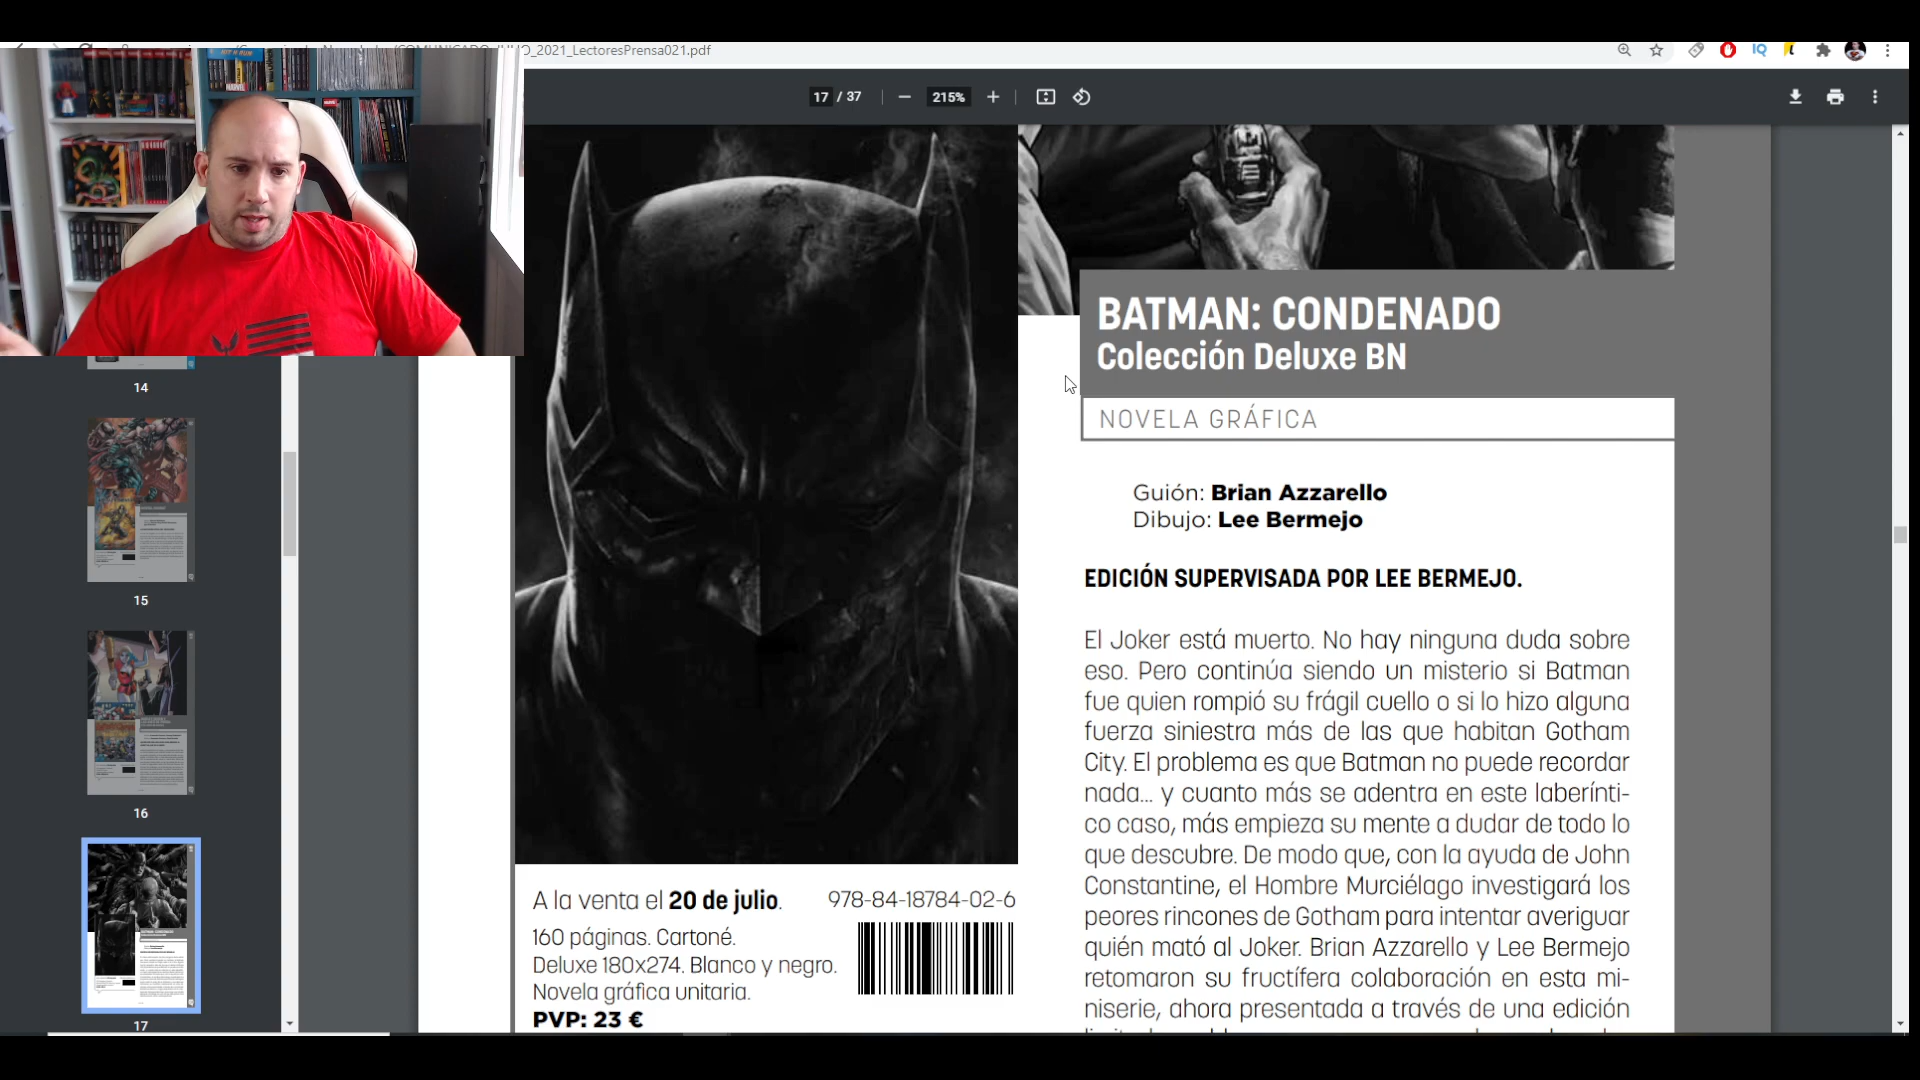 O_2021_LectoresPrensa021.pdf
17 / 37
215%
14
15
16
17
BATMAN: CONDENADO
Colección Deluxe BN
NOVELA GRÁFICA
Guión: Brian Azzarello
Dibujo: Lee Bermejo
EDICIÓN SUPERVISADA POR LEE BERMEJO.
El Joker está muerto. No hay ninguna duda sobre
eso. Pero continúa siendo un misterio si Batman
fue quien rompió su frágil cuello o si lo hizo alguna
fuerza siniestra más de las que habitan Gotham
City. El problema es que Batman no puede recordar
nada... y cuanto más se adentra en este laberínti-
co caso, más empieza su mente a dudar de todo lo
que descubre. De modo que, con la ayuda de John
Constantine, el Hombre Murciélago investigará los
peores rincones de Gotham para intentar averiguar
quién mató al Joker. Brian Azzarello y Lee Bermejo
retomaron su fructífera colaboración en esta mi-
niserie, ahora presentada a través de una edición
A la venta el 20 de julio.
978-84-18784-02-6
160 páginas. Cartoné.
Deluxe 180x274. Blanco y negro.
Novela gráfica unitaria.
PVP: 23 €